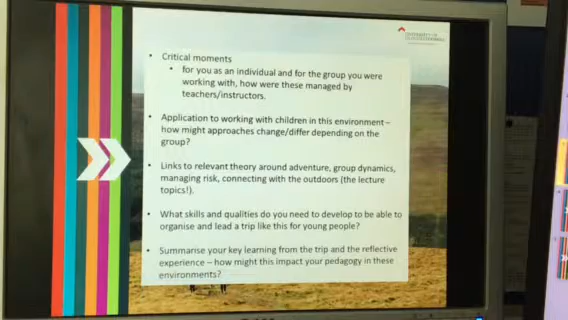 UNIVERSITY OF
• Critical moments
• for you as an individual and for the group you were
working with, how were these managed by
teachers/instructors.
• Application to working with children in this environment –
how might approaches change/differ depending on the
group?
• Links to relevant theory around adventure, group dynamics,
managing risk, connecting with the outdoors (the lecture
topics!).
• What skills and qualities do you need to develop to be able to
organise and lead a trip like this for young people?
• Summarise your key learning from the trip and the reflective
experience – how might this impact your pedagogy in these
environments?